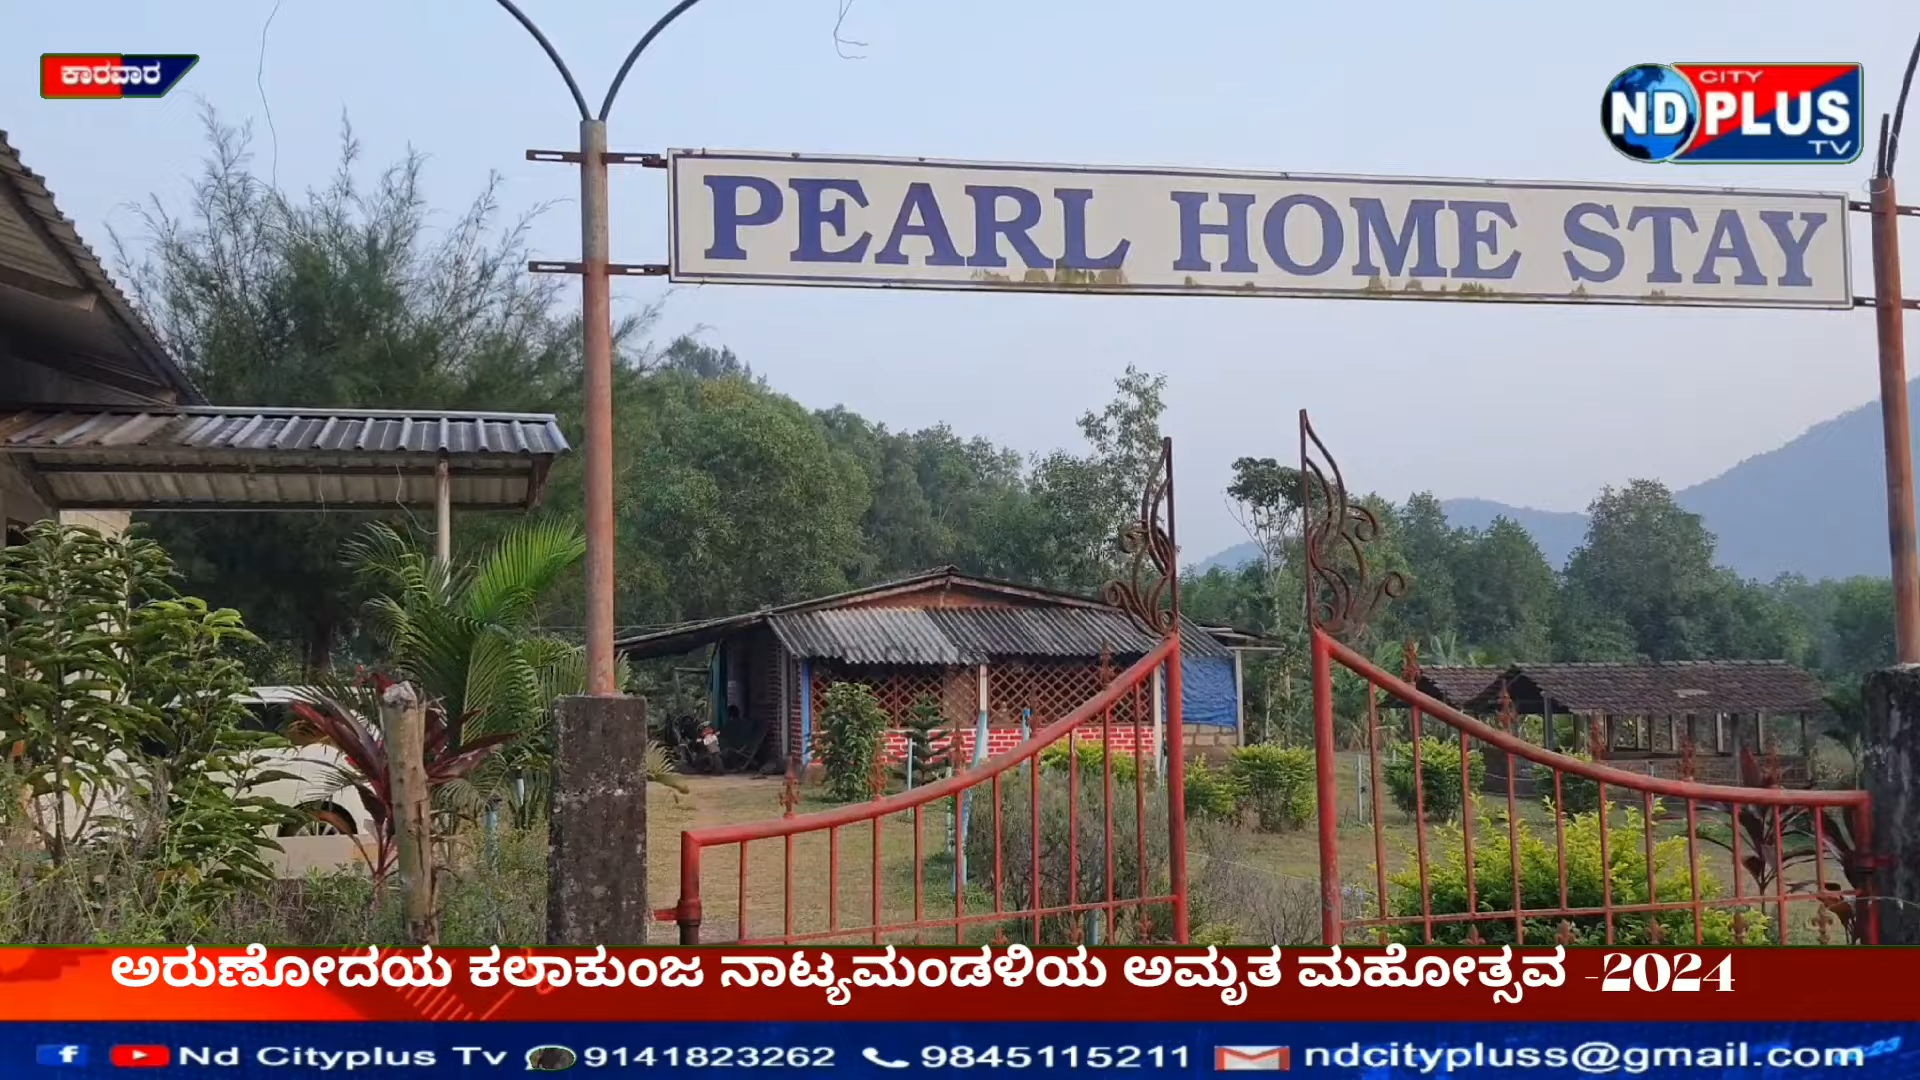 ಕಾರವಾರ
CITY
ND PLUS
TV
PEARL HOME STAY
ಅರುಣೋದಯ ಕಲಾಕುಂಜ ನಾಟ್ಯಮಂಡಳಿಯ ಅಮೃತ ಮಹೋತ್ಸವ -2024
Nd Cityplus Tv 9141823262 9845115211 ndcitypluss@gmail.com